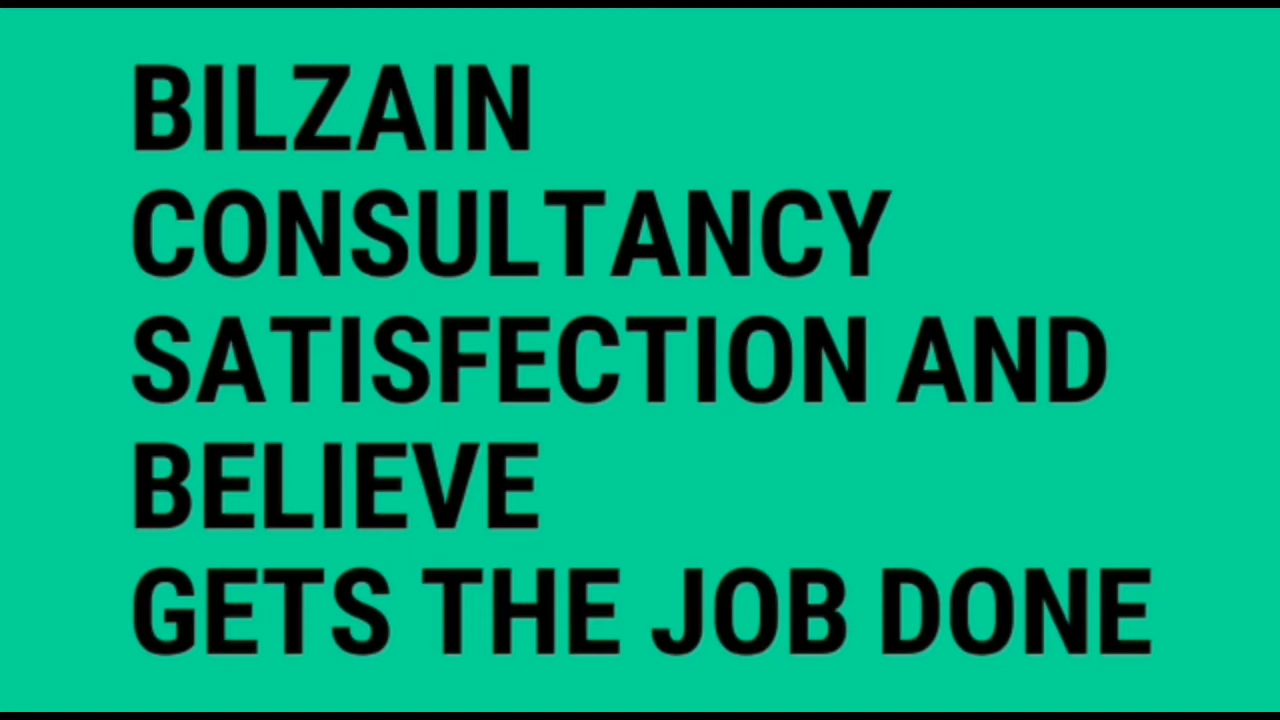 BILZAIN
CONSULTANCY
SATISFECTION AND
BELIEVE
GETS THE JOB DONE